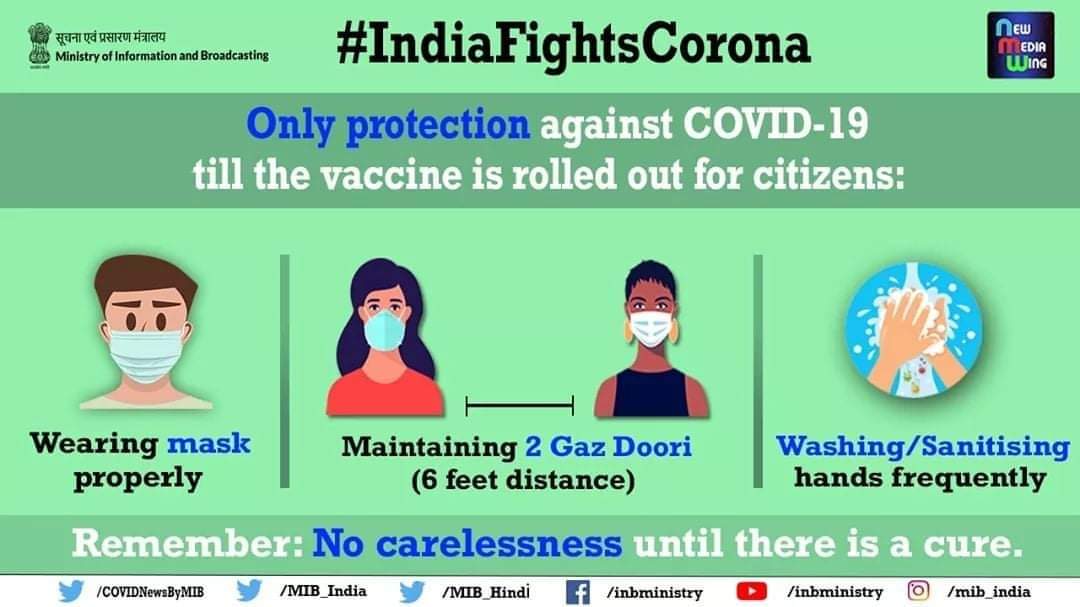 सूचना एवं प्रसारण मंत्रालय
Ministry of Information and Broadcasting
#IndiaFightsCorona
New
Media
Wing
Only protection against COVID-19
till the vaccine is rolled out for citizens:
Wearing mask
properly
Maintaining 2 Gaz Doori
(6 feet distance)
Washing/Sanitising
hands frequently
Remember: No carelessness until there is a cure.
/COVIDNewsByMIB /MIB_India /MIB_Hindi /inbministry /inbministry /mib_india